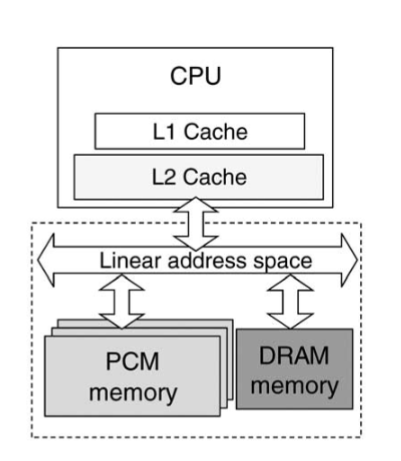 CPU
L1 Cache
L2 Cache
Linear address space
PCM
memory
DRAM
memory